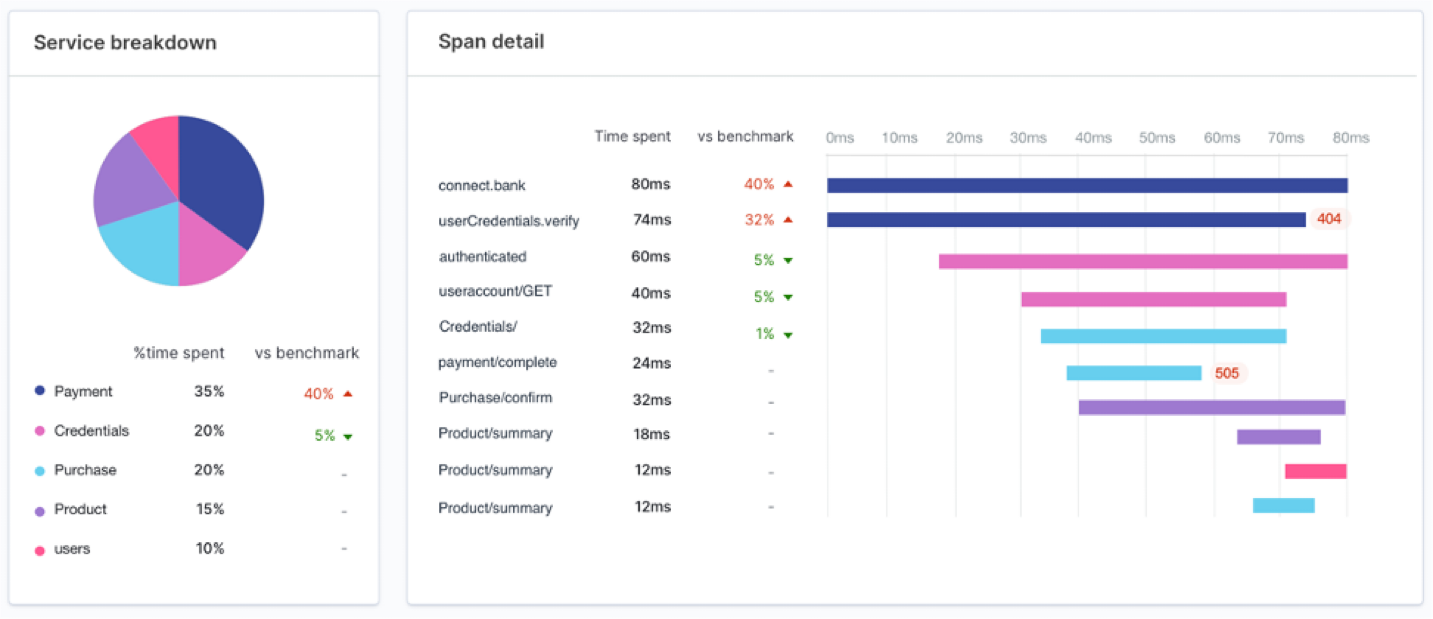 Service breakdown
%time spent vs benchmark
Payment 35% 40%
Credentials 20% 5%
Purchase 20% -
Product 15% -
users 10% -
Span detail
Time spent vs benchmark 0ms 10ms 20ms 30ms 40ms 50ms 60ms 70ms 80ms
connect.bank 80ms 40%
userCredentials.verify 74ms 32% 404
authenticated 60ms 5%
useraccount/GET 40ms 5%
Credentials/ 32ms 1%
payment/complete 24ms - 505
Purchase/confirm 32ms -
Product/summary 18ms -
Product/summary 12ms -
Product/summary 12ms -